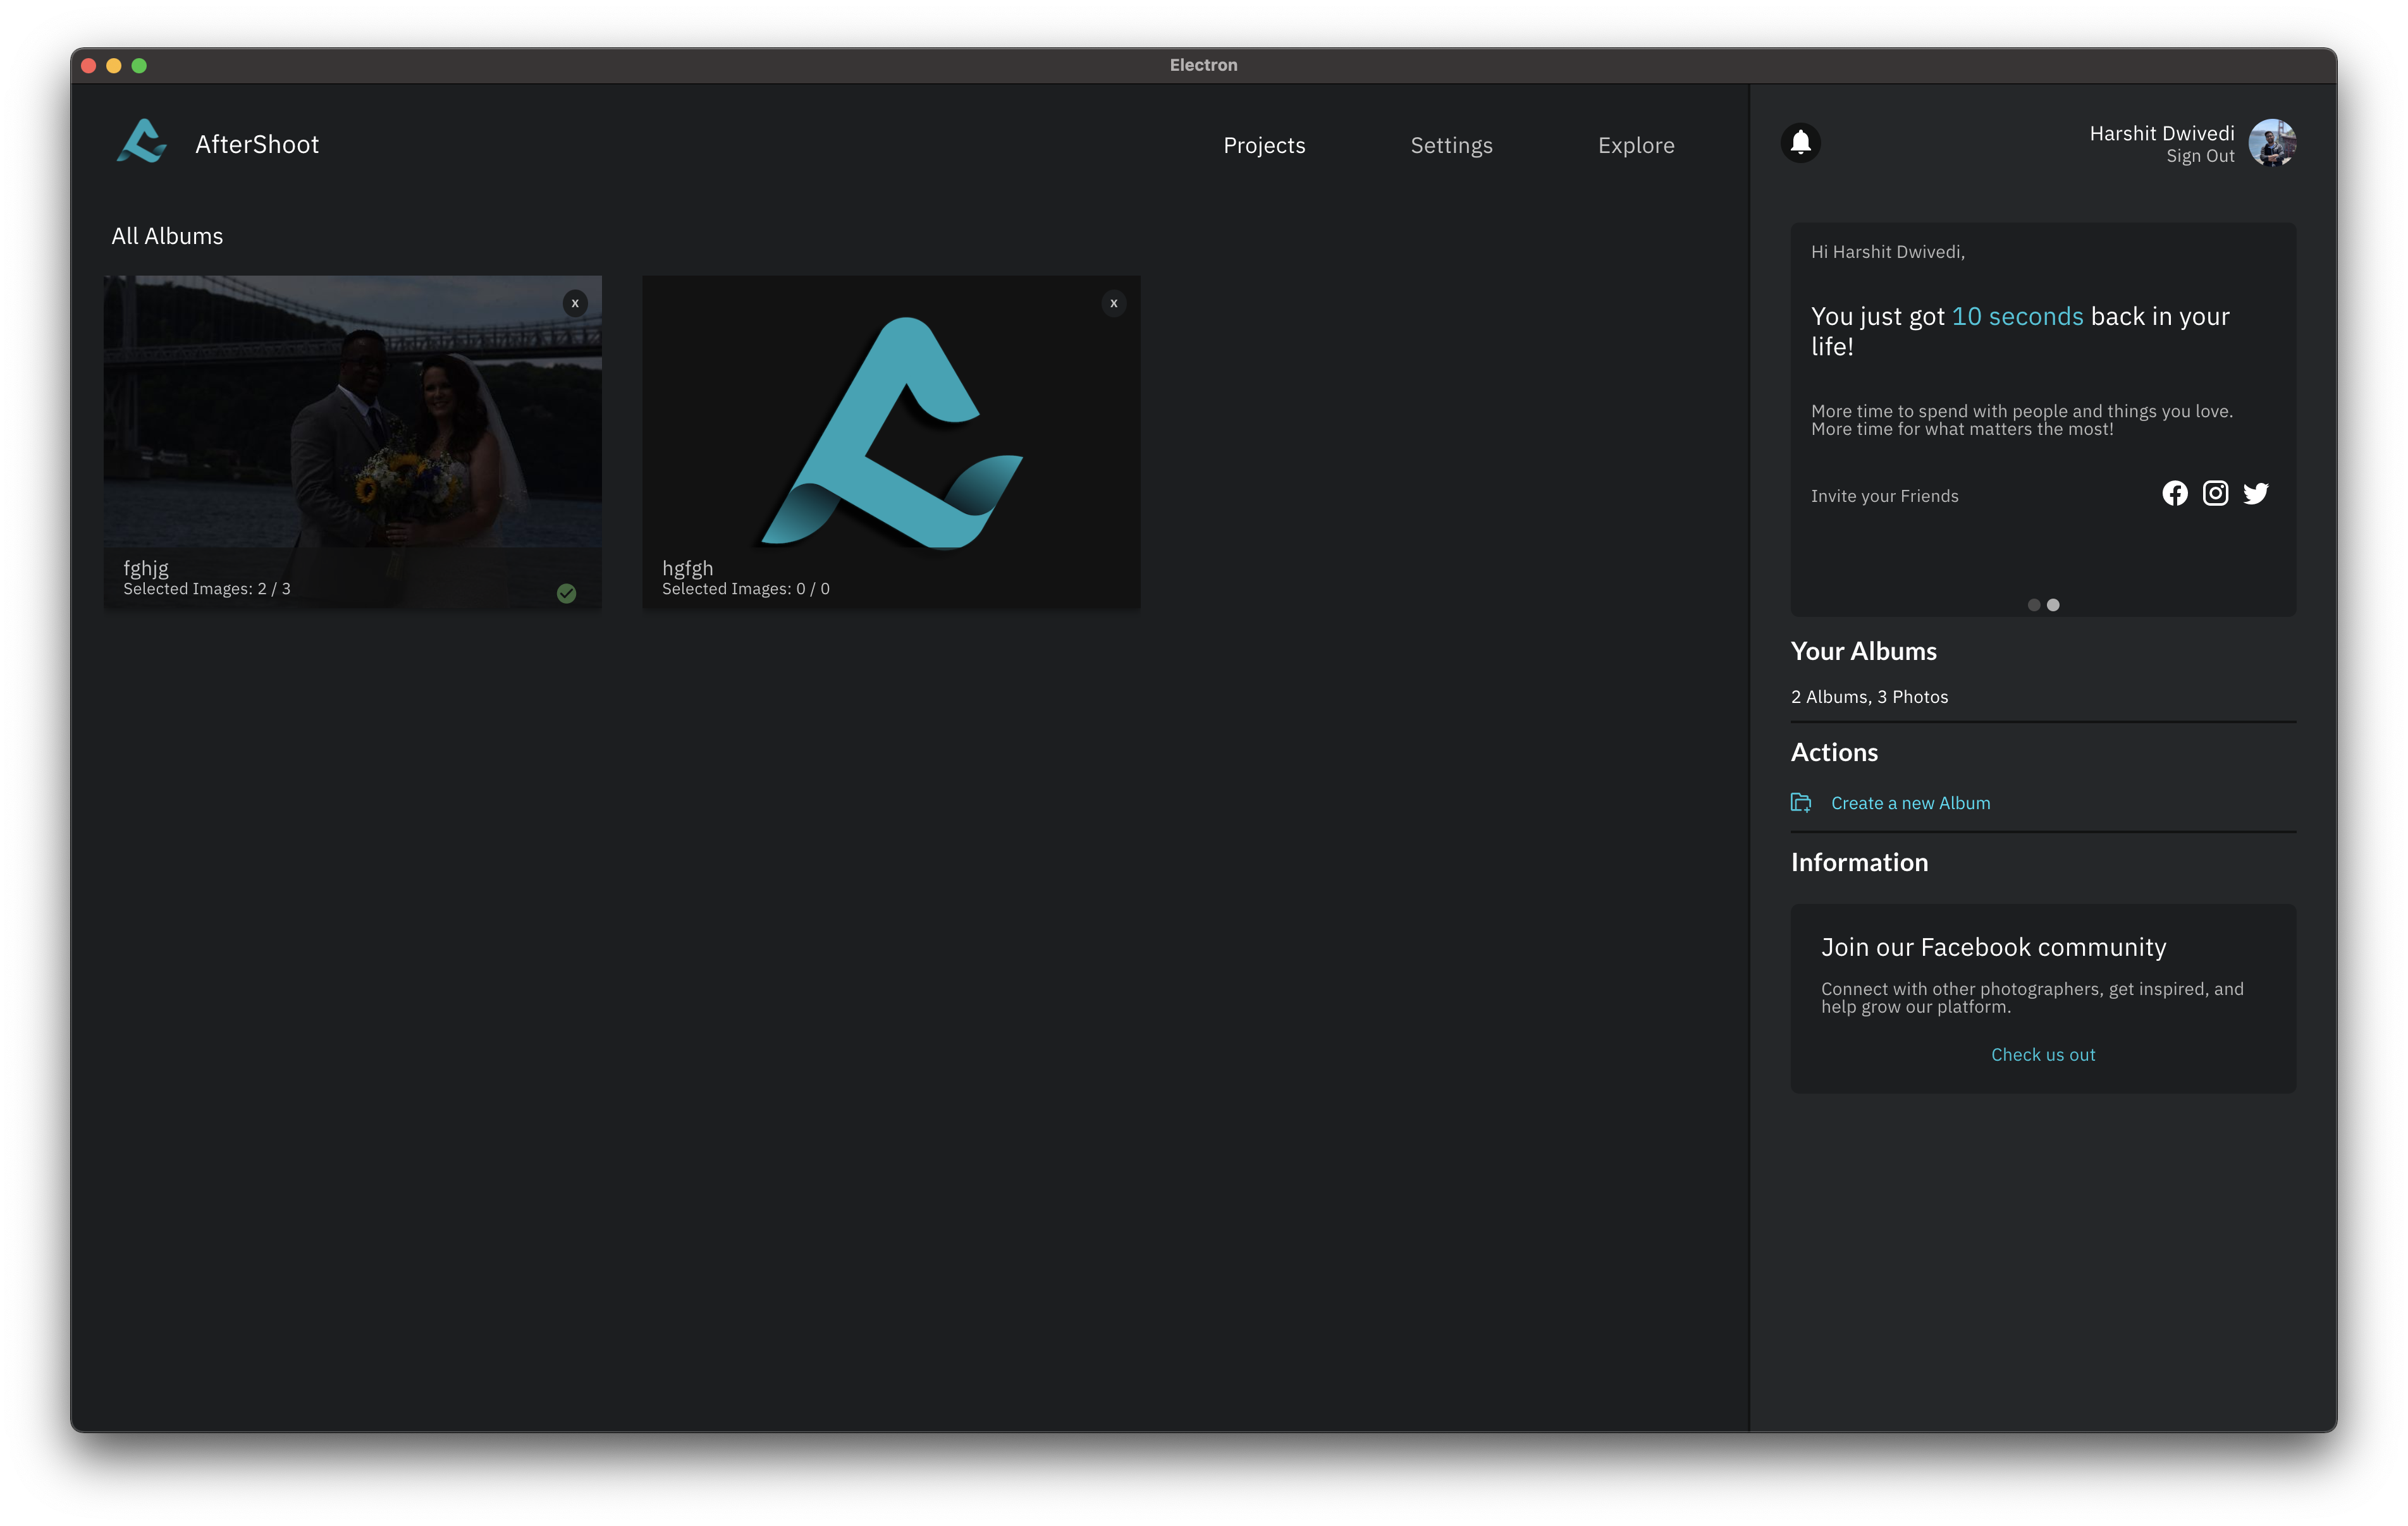 Electron
AfterShoot
Projects
Settings
Explore
Harshit Dwivedi
Sign Out
All Albums
x
fghjg
Selected Images: 2 / 3
x
hgfgh
Selected Images: 0 / 0
Hi Harshit Dwivedi,
You just got 10 seconds back in your
life!
More time to spend with people and things you love.
More time for what matters the most!
Invite your Friends
Your Albums
2 Albums, 3 Photos
Actions
Create a new Album
Information
Join our Facebook community
Connect with other photographers, get inspired, and
help grow our platform.
Check us out